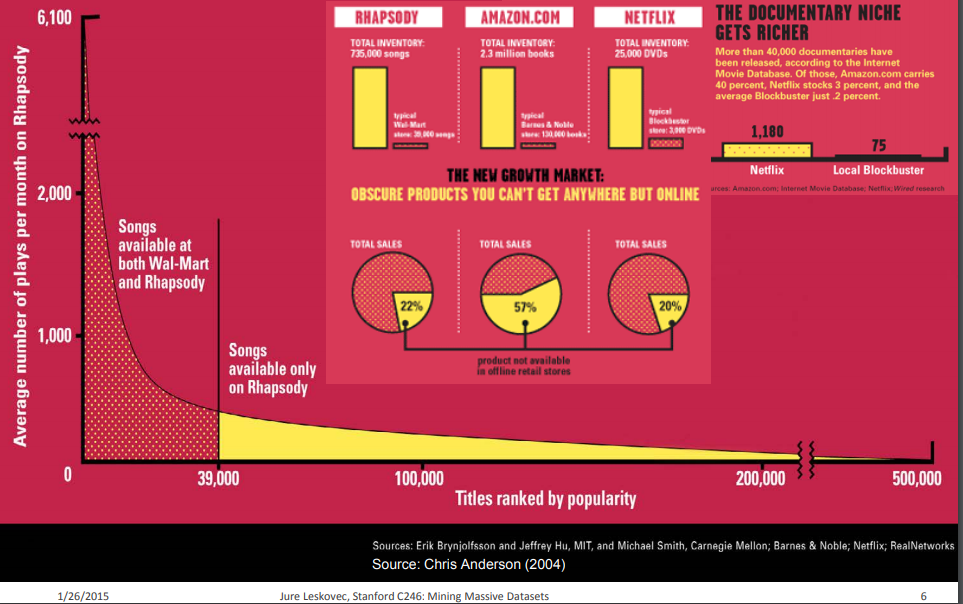 6,100
Average number of plays per month on Rhapsody
2,000
1,000
0
Songs
available at
both Wal-Mart
and Rhapsody
Songs
available only
on Rhapsody
39,000
100,000
200,000
500,000
Titles ranked by popularity
RHAPSODY
TOTAL INVENTORY:
735,000 songs
typical
Wal-Mart
store: 39,000 songs
AMAZON.COM
TOTAL INVENTORY:
2.3 million books
typical
Barnes & Noble
store: 130,000 books
NETFLIX
TOTAL INVENTORY:
25,000 DVDs
typical
Blockbuster
store: 3,000 DVDs
THE NEW GROWTH MARKET:
OBSCURE PRODUCTS YOU CAN'T GET ANYWHERE BUT ONLINE
TOTAL SALES
22%
TOTAL SALES
57%
TOTAL SALES
20%
product not available
in offline retail stores
THE DOCUMENTARY NICHE
GETS RICHER
More than 40,000 documentaries have
been released, according to the Internet
Movie Database. Of those, Amazon.com carries
40 percent, Netflix stocks 3 percent, and the
average Blockbuster just .2 percent.
1,180
75
Netflix
Local Blockbuster
urces: Amazon.com; Internet Movie Database; Netflix; Wired research
Sources: Erik Brynjolfsson and Jeffrey Hu, MIT, and Michael Smith, Carnegie Mellon; Barnes & Noble; Netflix; RealNetworks
Source: Chris Anderson (2004)
1/26/2015
Jure Leskovec, Stanford C246: Mining Massive Datasets
6